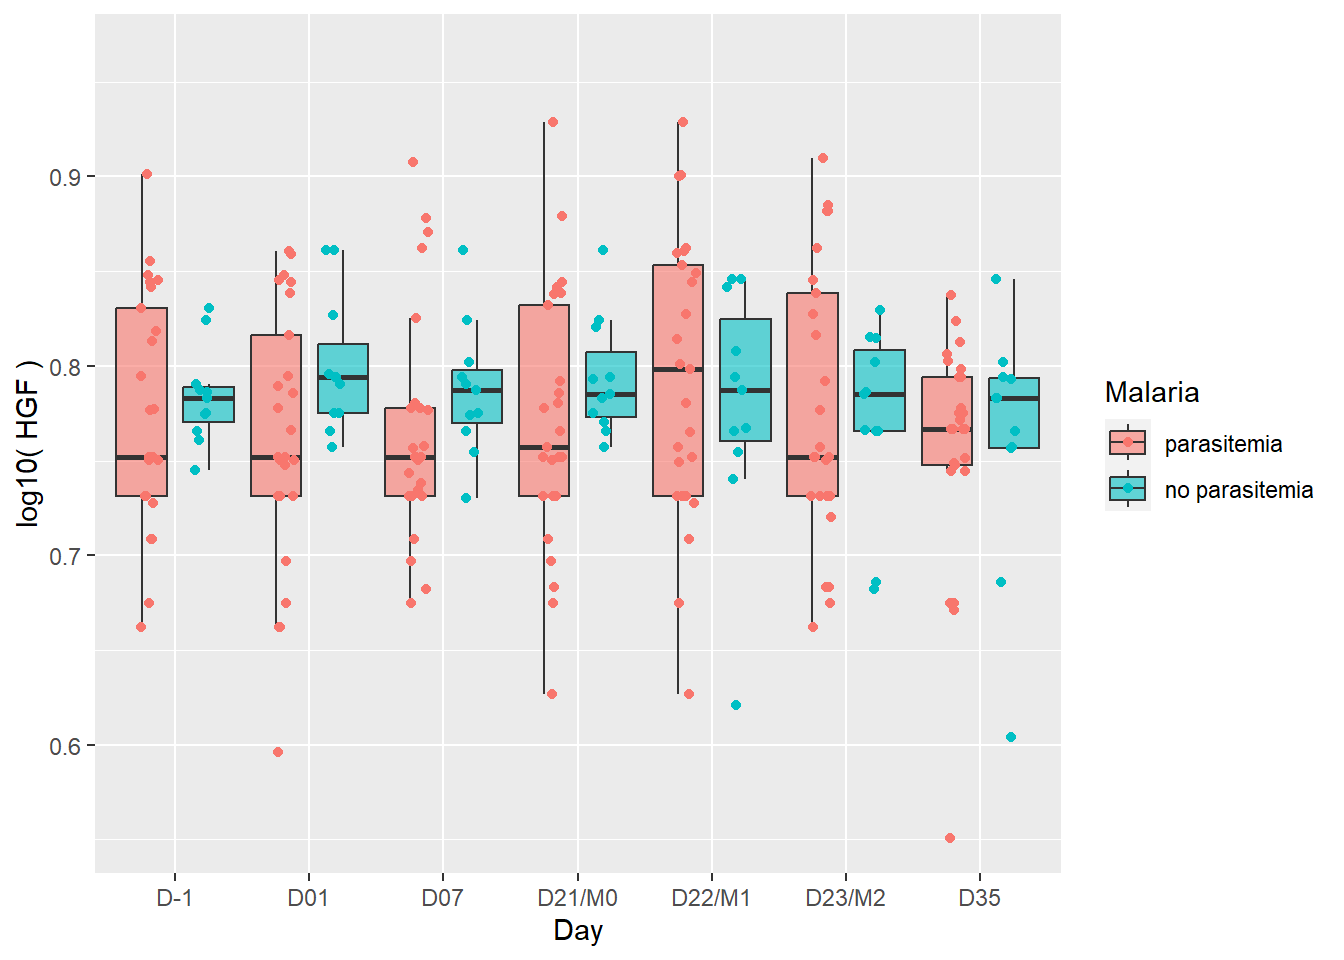 log10( HGF )
0.9
0.8
0.7
0.6
D-1 D01 D07 D21/M0 D22/M1 D23/M2 D35
Day
Malaria
parasitemia
no parasitemia